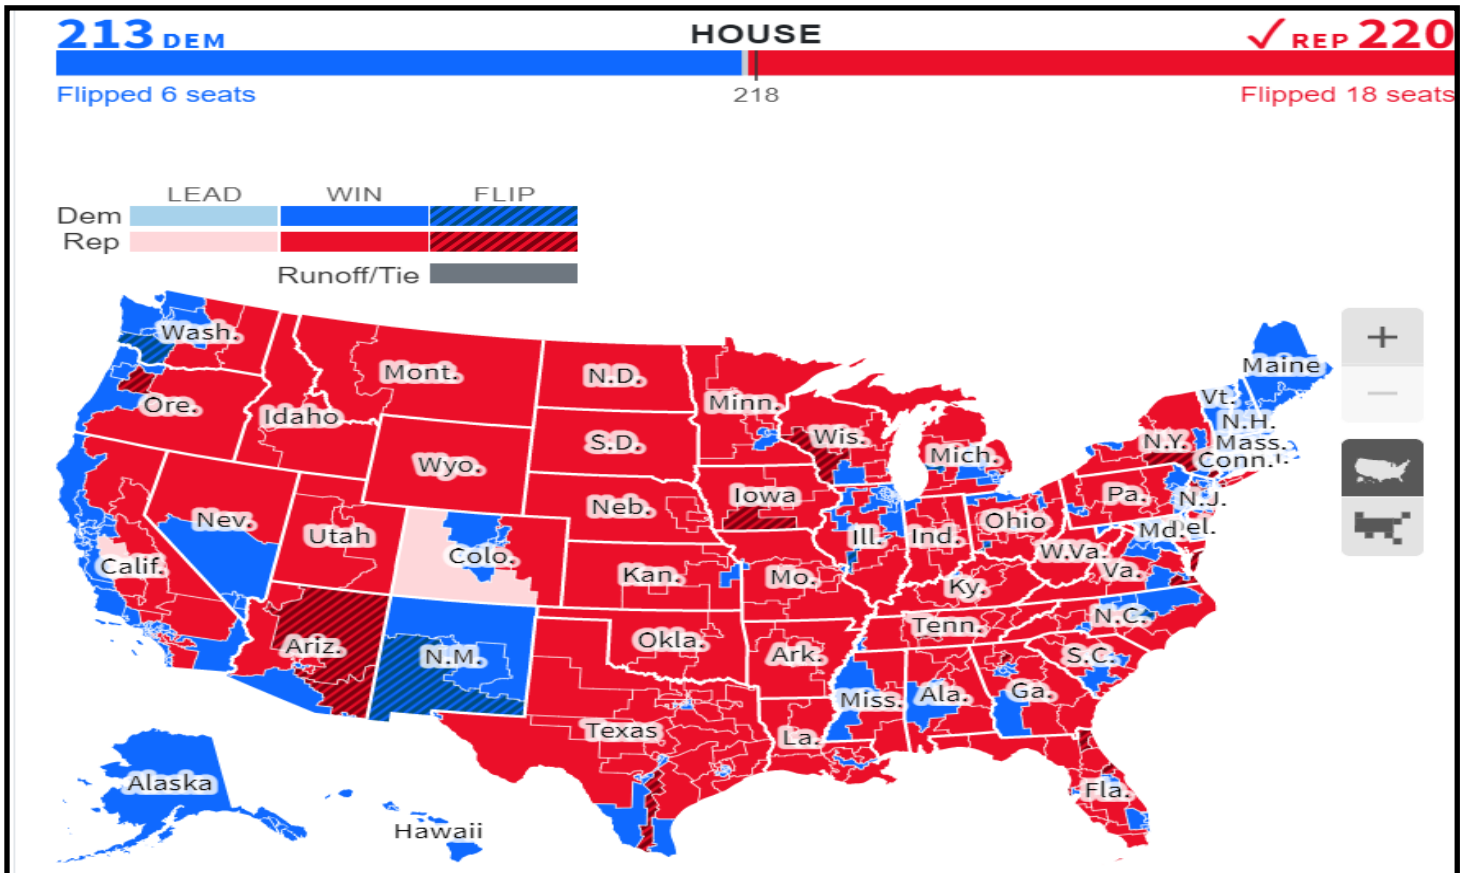 213 DEM
HOUSE
✓ REP 220
Flipped 6 seats
218
Flipped 18 seats
LEAD WIN FLIP
Dem
Rep
Runoff/Tie
+
−
Wash.
Mont.
N.D.
Minn.
Maine
Vt.
N.H.
Ore.
Idaho
S.D.
Wis.
Mich.
N.Y.
Mass.
Conn.
Wyo.
Iowa
Pa.
N.J.
Nev.
Utah
Neb.
Ill.
Ind.
Ohio
Md.
Del.
Calif.
Colo.
Kan.
Mo.
W.Va.
Va.
Ky.
Ariz.
N.M.
Okla.
Ark.
Tenn.
N.C.
S.C.
Texas
La.
Miss.
Ala.
Ga.
Fla.
Alaska
Hawaii